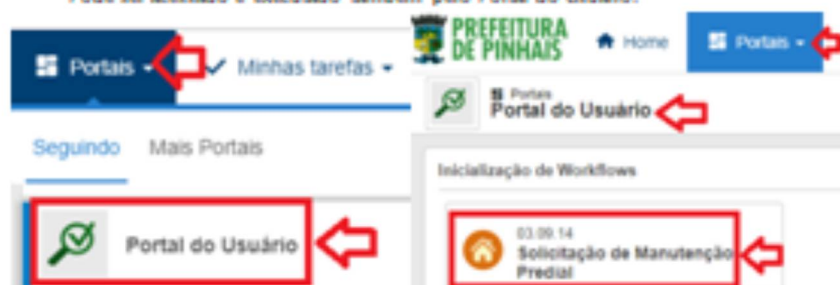 Portais
Minhas tarefas
Seguindo Mais Portais
Portal do Usuário
PREFEITURA
DE PINHAIS
Home
Portais
Portais
Portal do Usuário
Inicialização de Workflows
03.09.14
Solicitação de Manutenção
Predial